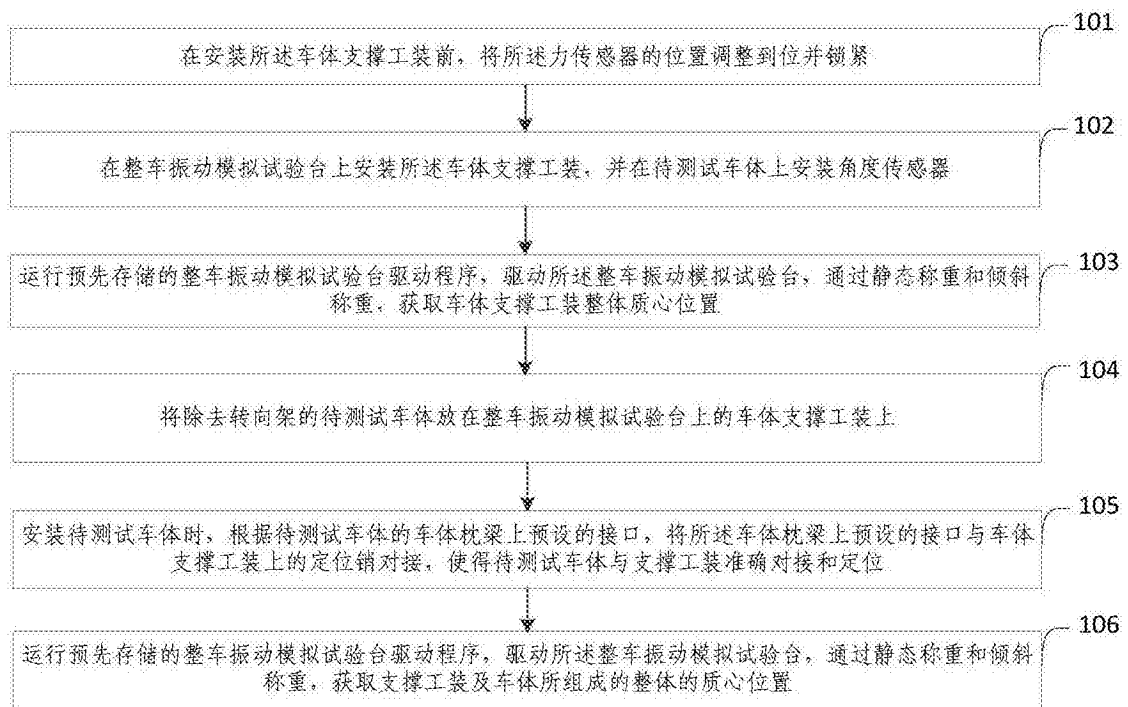 101
在安装所述车体支撑工装前，将所述力传感器的位置调整到位并锁紧
102
在整车振动模拟试验台上安装所述车体支撑工装，并在待测试车体上安装角度传感器
103
运行预先存储的整车振动模拟试验台驱动程序，驱动所述整车振动模拟试验台，通过静态称重和倾斜
称重，获取车体支撑工装整体质心位置
104
将除去转向架的待测试车体放在整车振动模拟试验台上的车体支撑工装上
105
安装待测试车体时，根据待测试车体的车体枕梁上预设的接口，将所述车体枕梁上预设的接口与车体
支撑工装上的定位销对接，使得待测试车体与支撑工装准确对接和定位
106
运行预先存储的整车振动模拟试验台驱动程序，驱动所述整车振动模拟试验台，通过静态称重和倾斜
称重，获取支撑工装及车体所组成的整体的质心位置